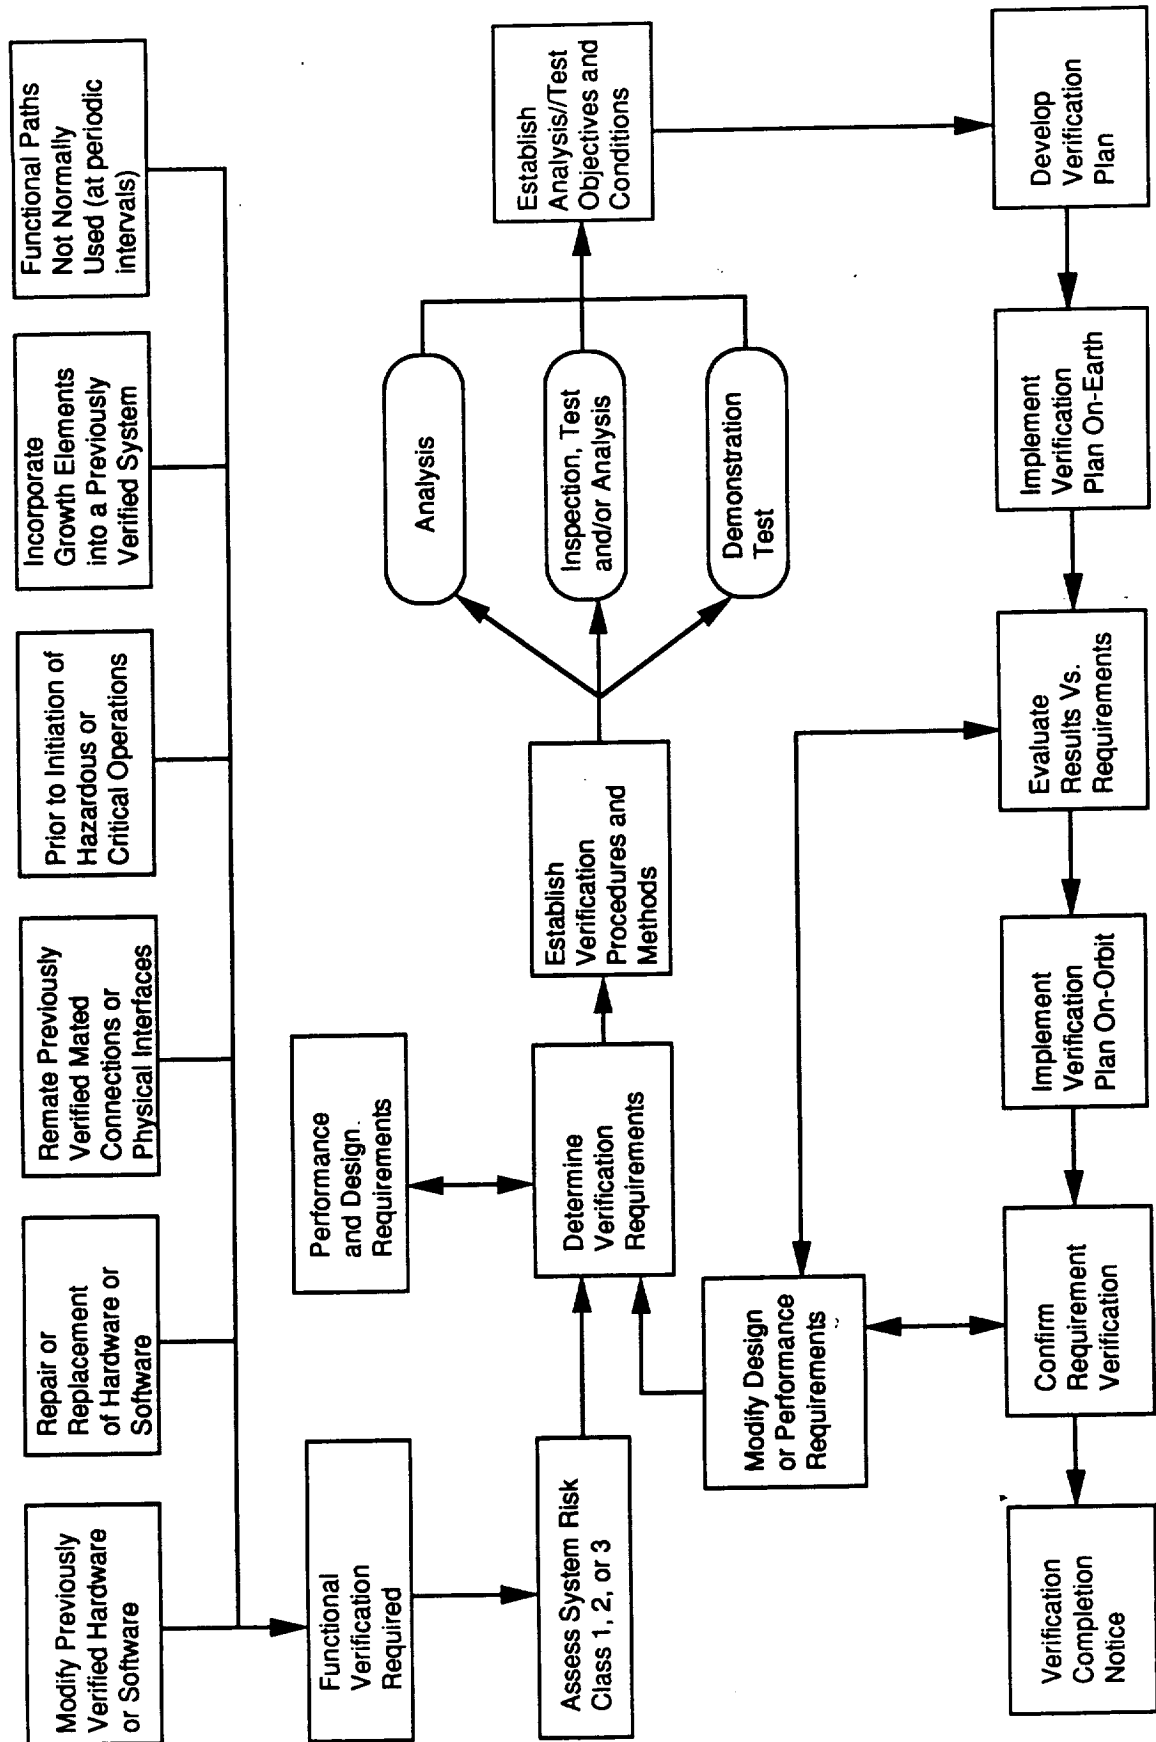 Modify Previously
Verified Hardware
or Software
Repair or
Replacement
of Hardware or
Software
Remate Previously
Verified Mated
Connections or
Physical Interfaces
Prior to Initiation of
Hazardous or
Critical Operations
Incorporate
Growth Elements
into a Previously
Verified System
Functional Paths
Not Normally
Used (at periodic
intervals)
Functional
Verification
Required
Performance
and Design
Requirements
Assess System Risk
Class 1, 2, or 3
Determine
Verification
Requirements
Establish
Verification
Procedures and
Methods
Analysis
Inspection, Test
and/or Analysis
Demonstration
Test
Establish
Analysis//Test
Objectives and
Conditions
Modify Design
or Performance
Requirements
Verification
Completion
Notice
Confirm
Requirement
Verification
Implement
Verification
Plan On-Orbit
Evaluate
Results Vs.
Requirements
Implement
Verification
Plan On-Earth
Develop
Verification
Plan